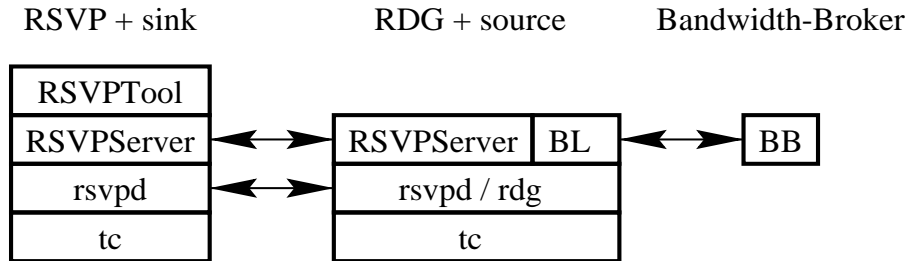 RSVP + sink RDG + source Bandwidth-Broker
RSVPTool
RSVPServer RSVPServer BL BB
rsvpd rsvpd / rdg
tc tc